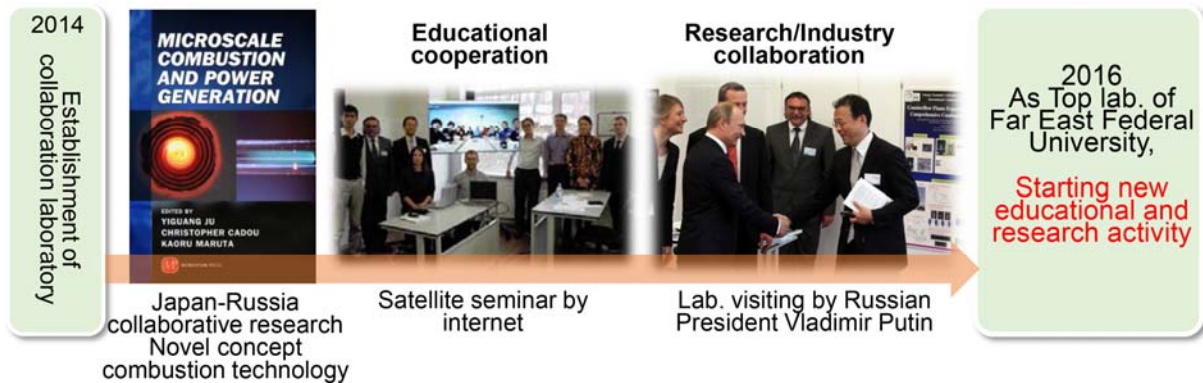 2014
Establishment of
collaboration laboratory
MICROSCALE
COMBUSTION
AND POWER
GENERATION
EDITED BY
YIGUANG JU
CHRISTOPHER CADOU
KAORU MARUTA
MOMENTUM PRESS
Japan-Russia
collaborative research
Novel concept
combustion technology
Educational
cooperation
Satellite seminar by
internet
Research/Industry
collaboration
Lab. visiting by Russian
President Vladimir Putin
2016
As Top lab. of
Far East Federal
University,
Starting new
educational and
research activity